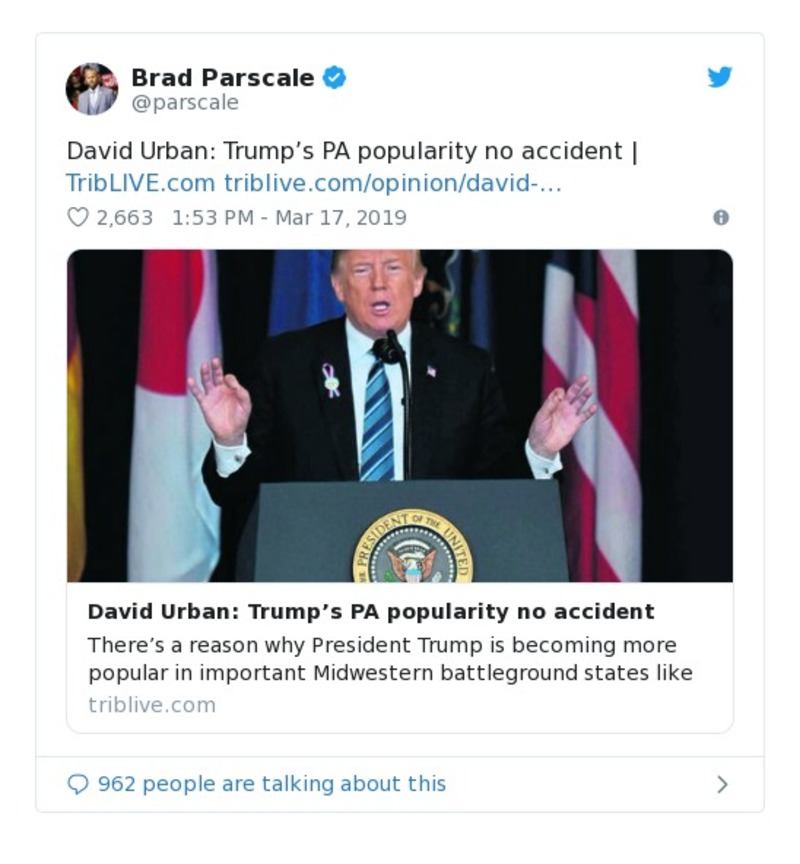 Brad Parscale
@parscale
David Urban: Trump’s PA popularity no accident |
TribLIVE.com triblive.com/opinion/david-…
2,663 1:53 PM - Mar 17, 2019
PRESIDENT OF THE UNITED
David Urban: Trump’s PA popularity no accident
There’s a reason why President Trump is becoming more
popular in important Midwestern battleground states like
triblive.com
962 people are talking about this